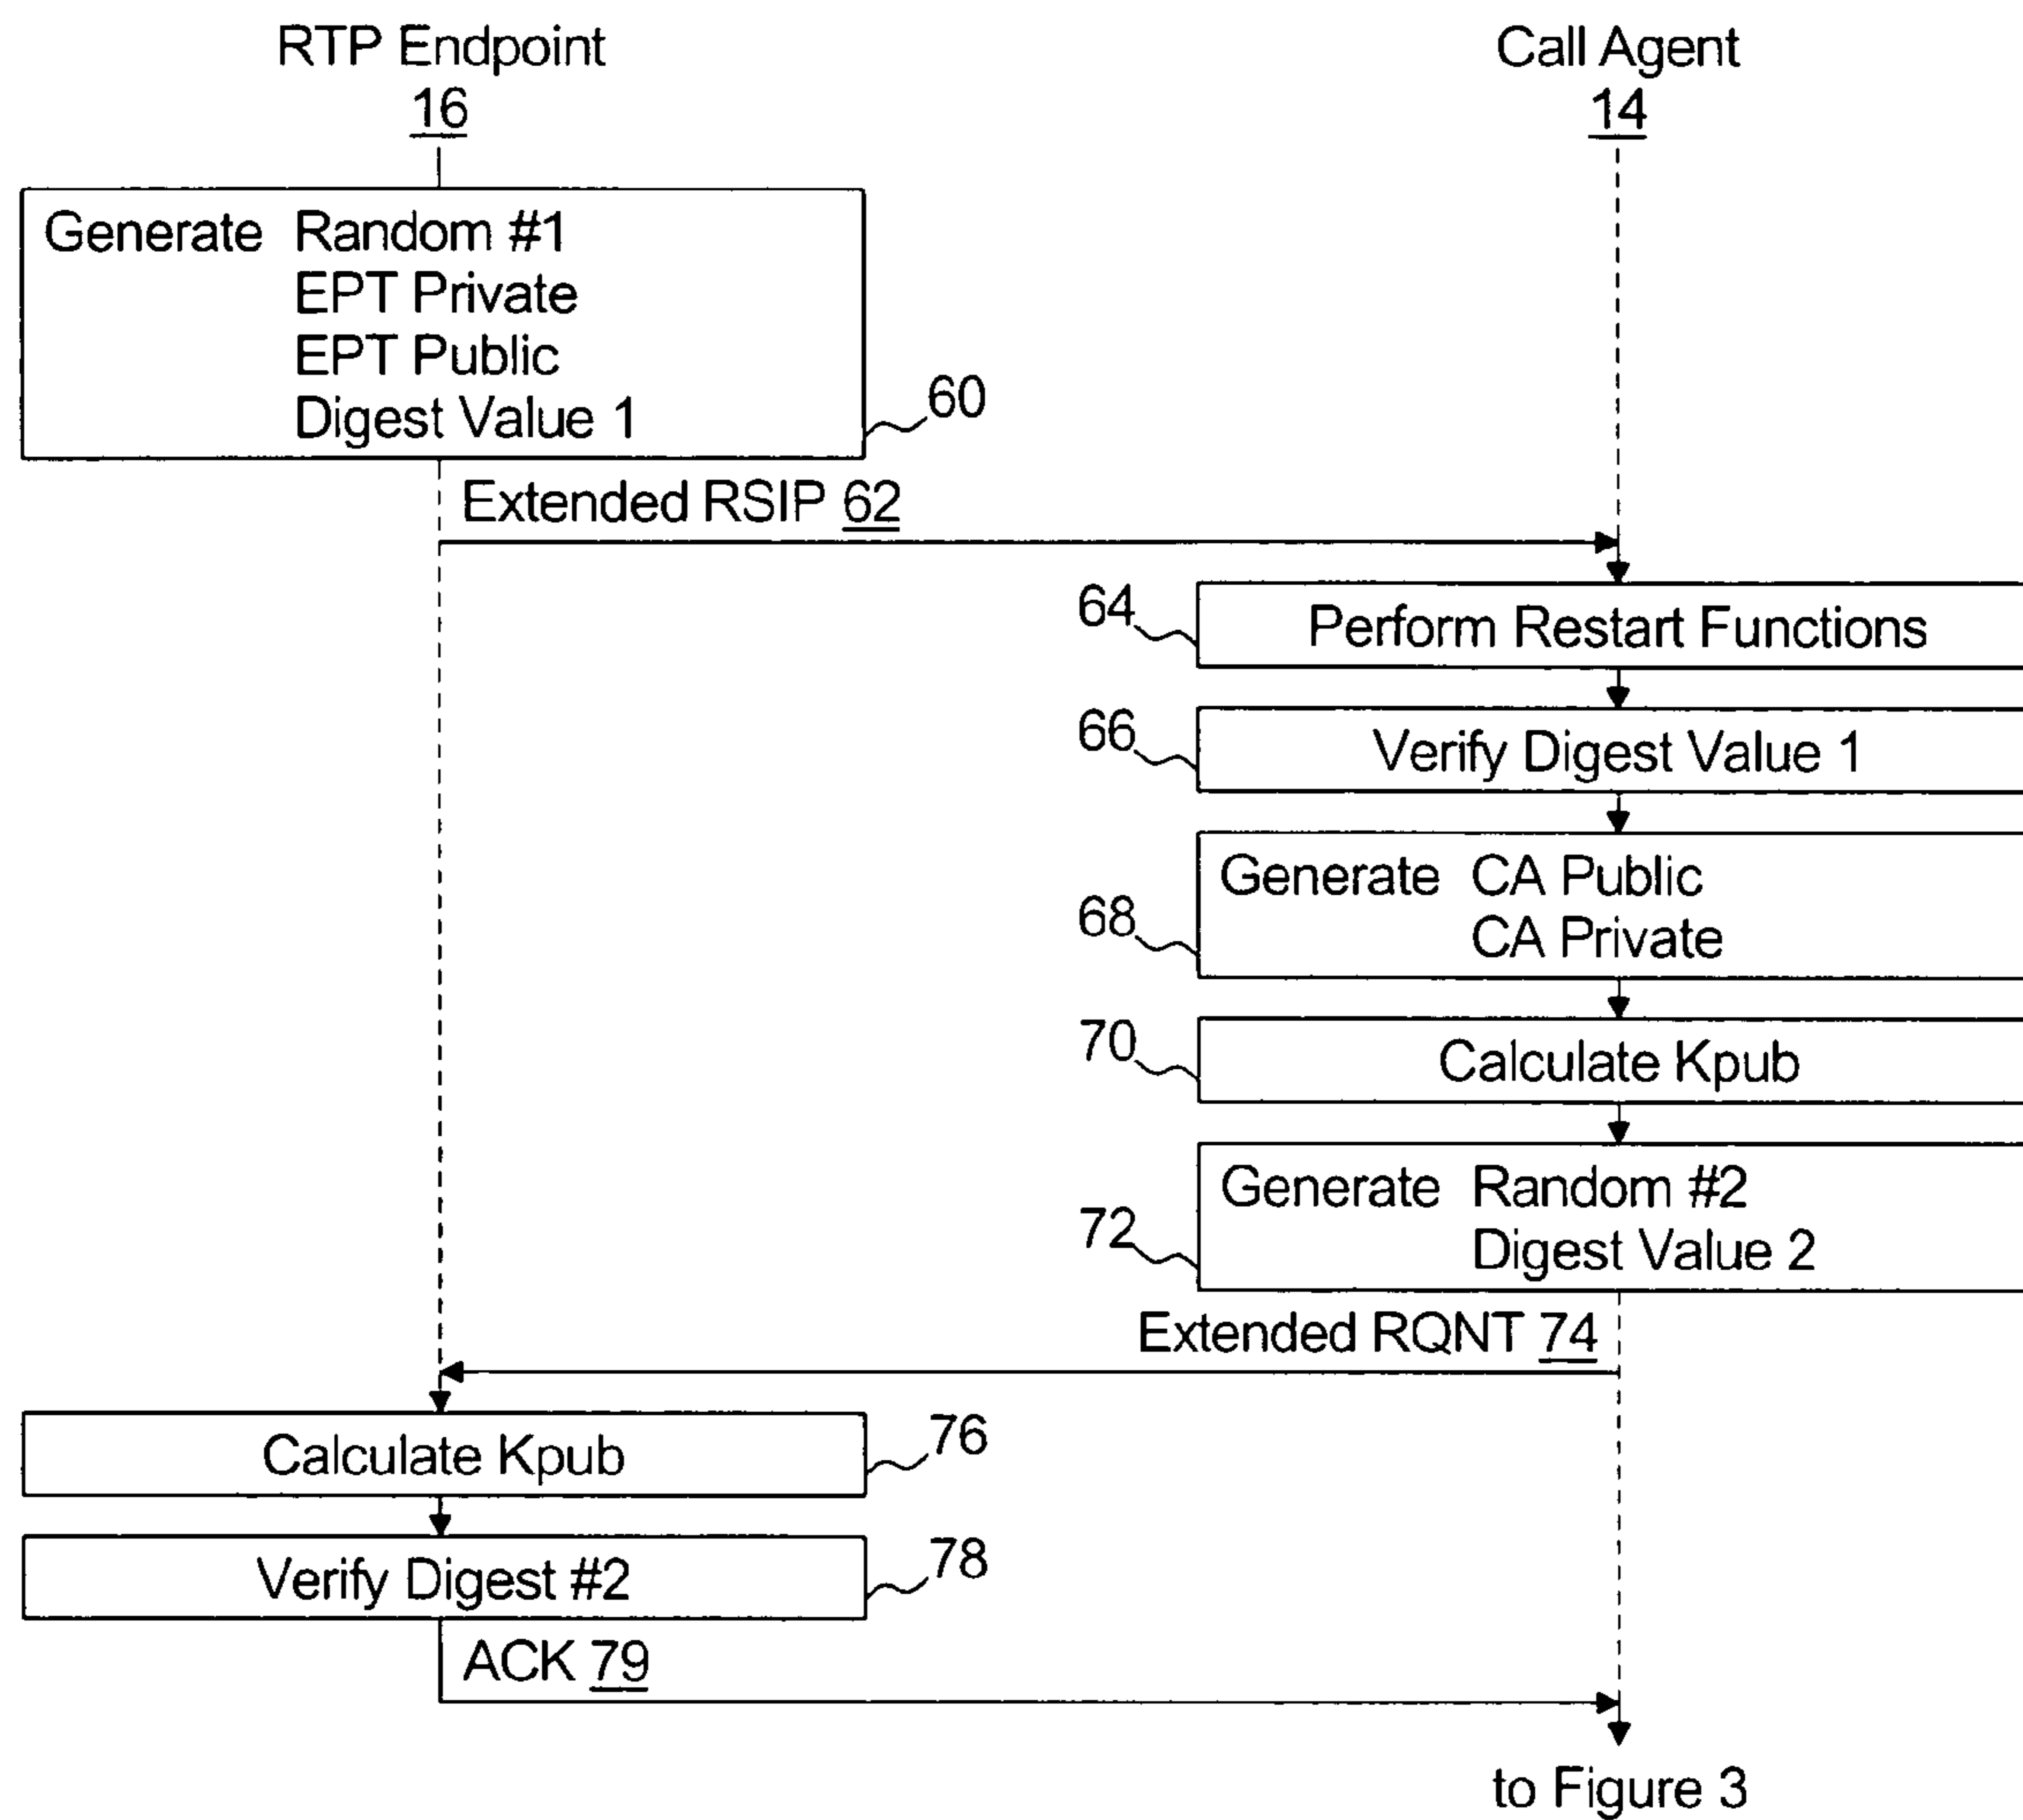 RTP Endpoint
16
Call Agent
14
Generate Random #1
EPT Private
EPT Public
Digest Value 1
60
Extended RSIP 62
64
Perform Restart Functions
66
Verify Digest Value 1
Generate CA Public
CA Private
68
70
Calculate Kpub
Generate Random #2
Digest Value 2
72
Extended RQNT 74
Calculate Kpub
76
Verify Digest #2
78
ACK 79
to Figure 3